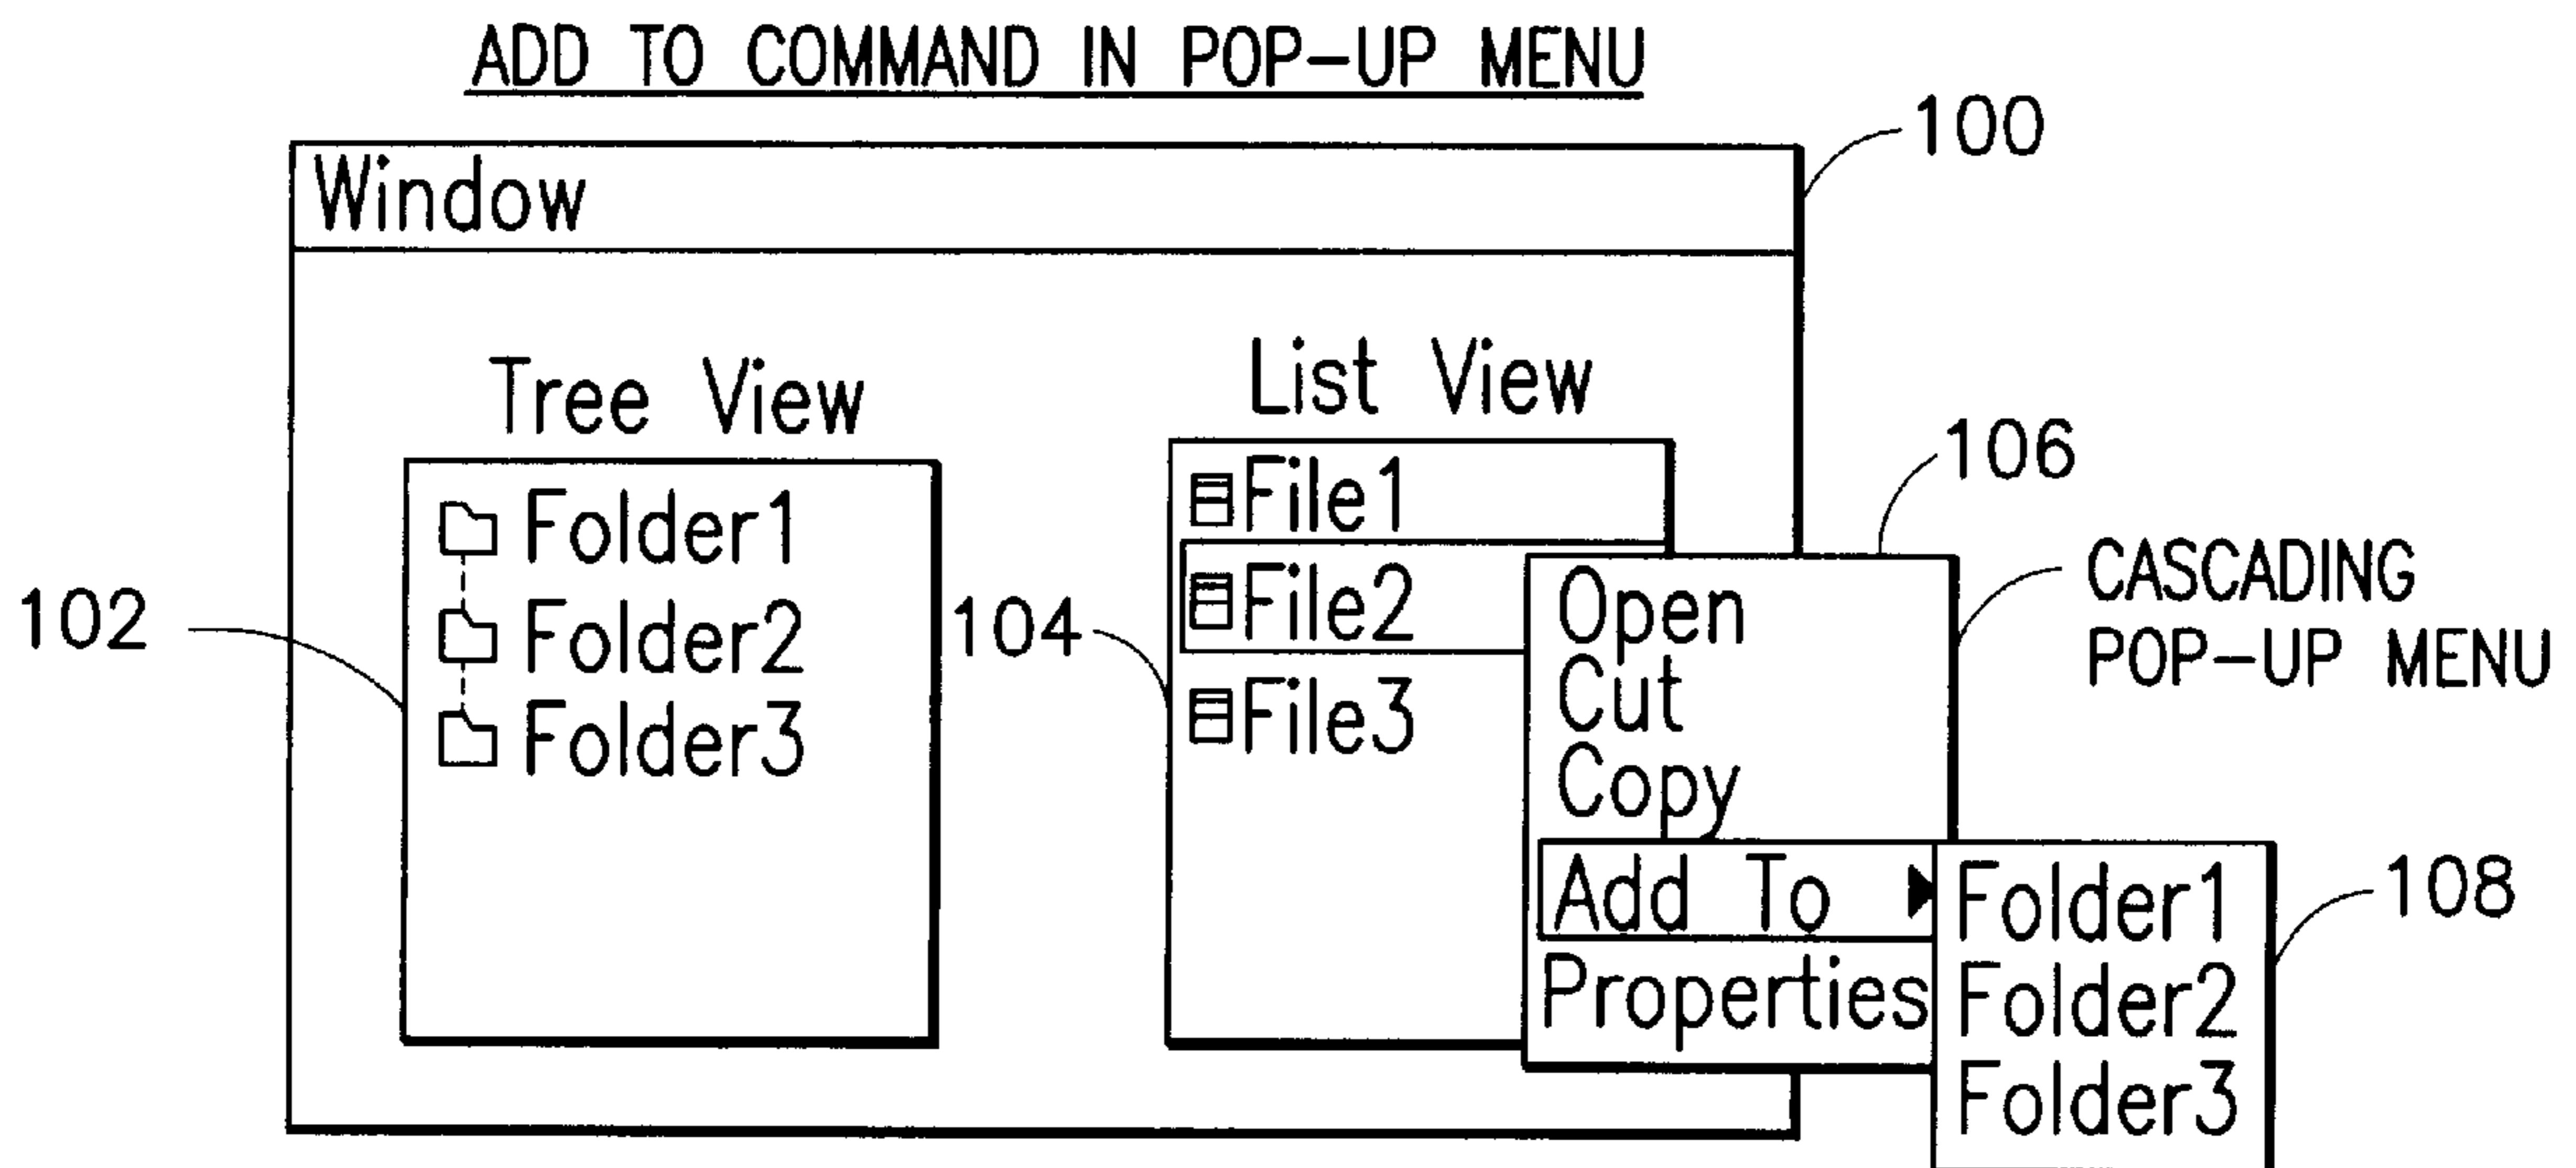 ADD TO COMMAND IN POP-UP MENU
100
Window
Tree View
Folder1
Folder2
Folder3
102
List View
File1
File2
File3
104
106
CASCADING
POP-UP MENU
Open
Cut
Copy
Add To
Properties
Folder1
Folder2
Folder3
108